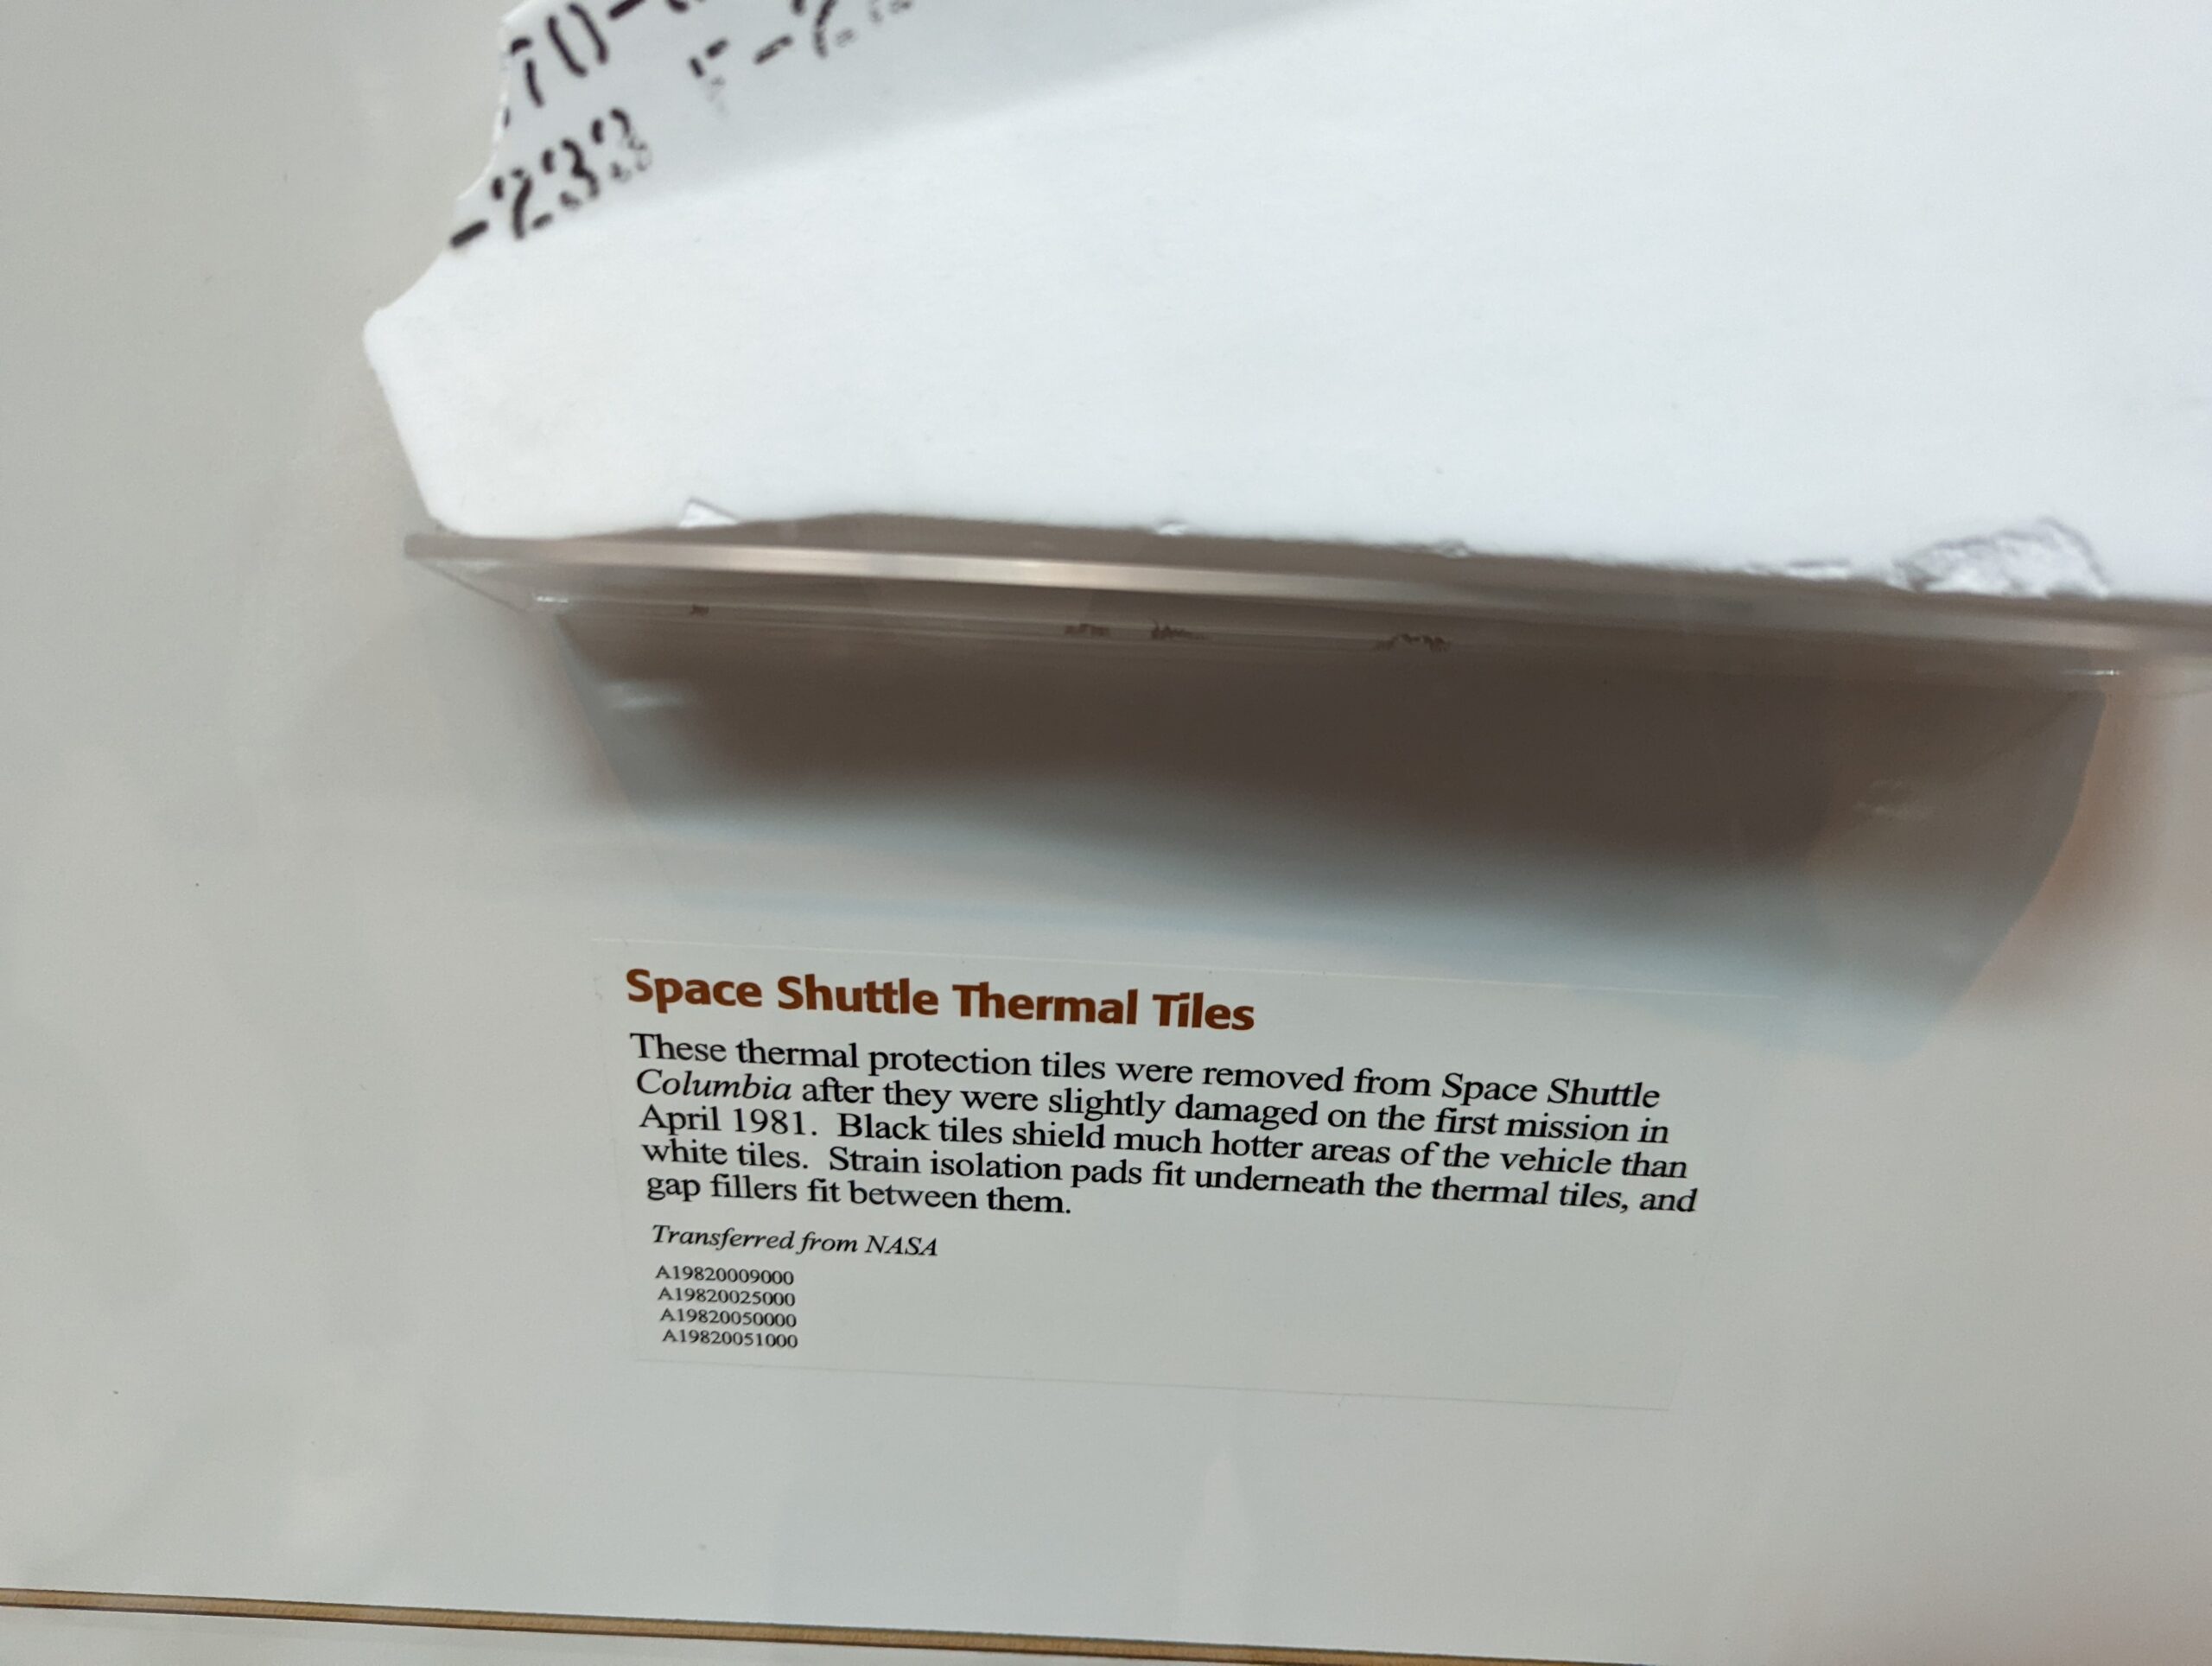 -233
Space Shuttle Thermal Tiles
These thermal protection tiles were removed from Space Shuttle
Columbia after they were slightly damaged on the first mission in
April 1981. Black tiles shield much hotter areas of the vehicle than
white tiles. Strain isolation pads fit underneath the thermal tiles, and
gap fillers fit between them.
Transferred from NASA
A19820009000
A19820025000
A19820050000
A19820051000